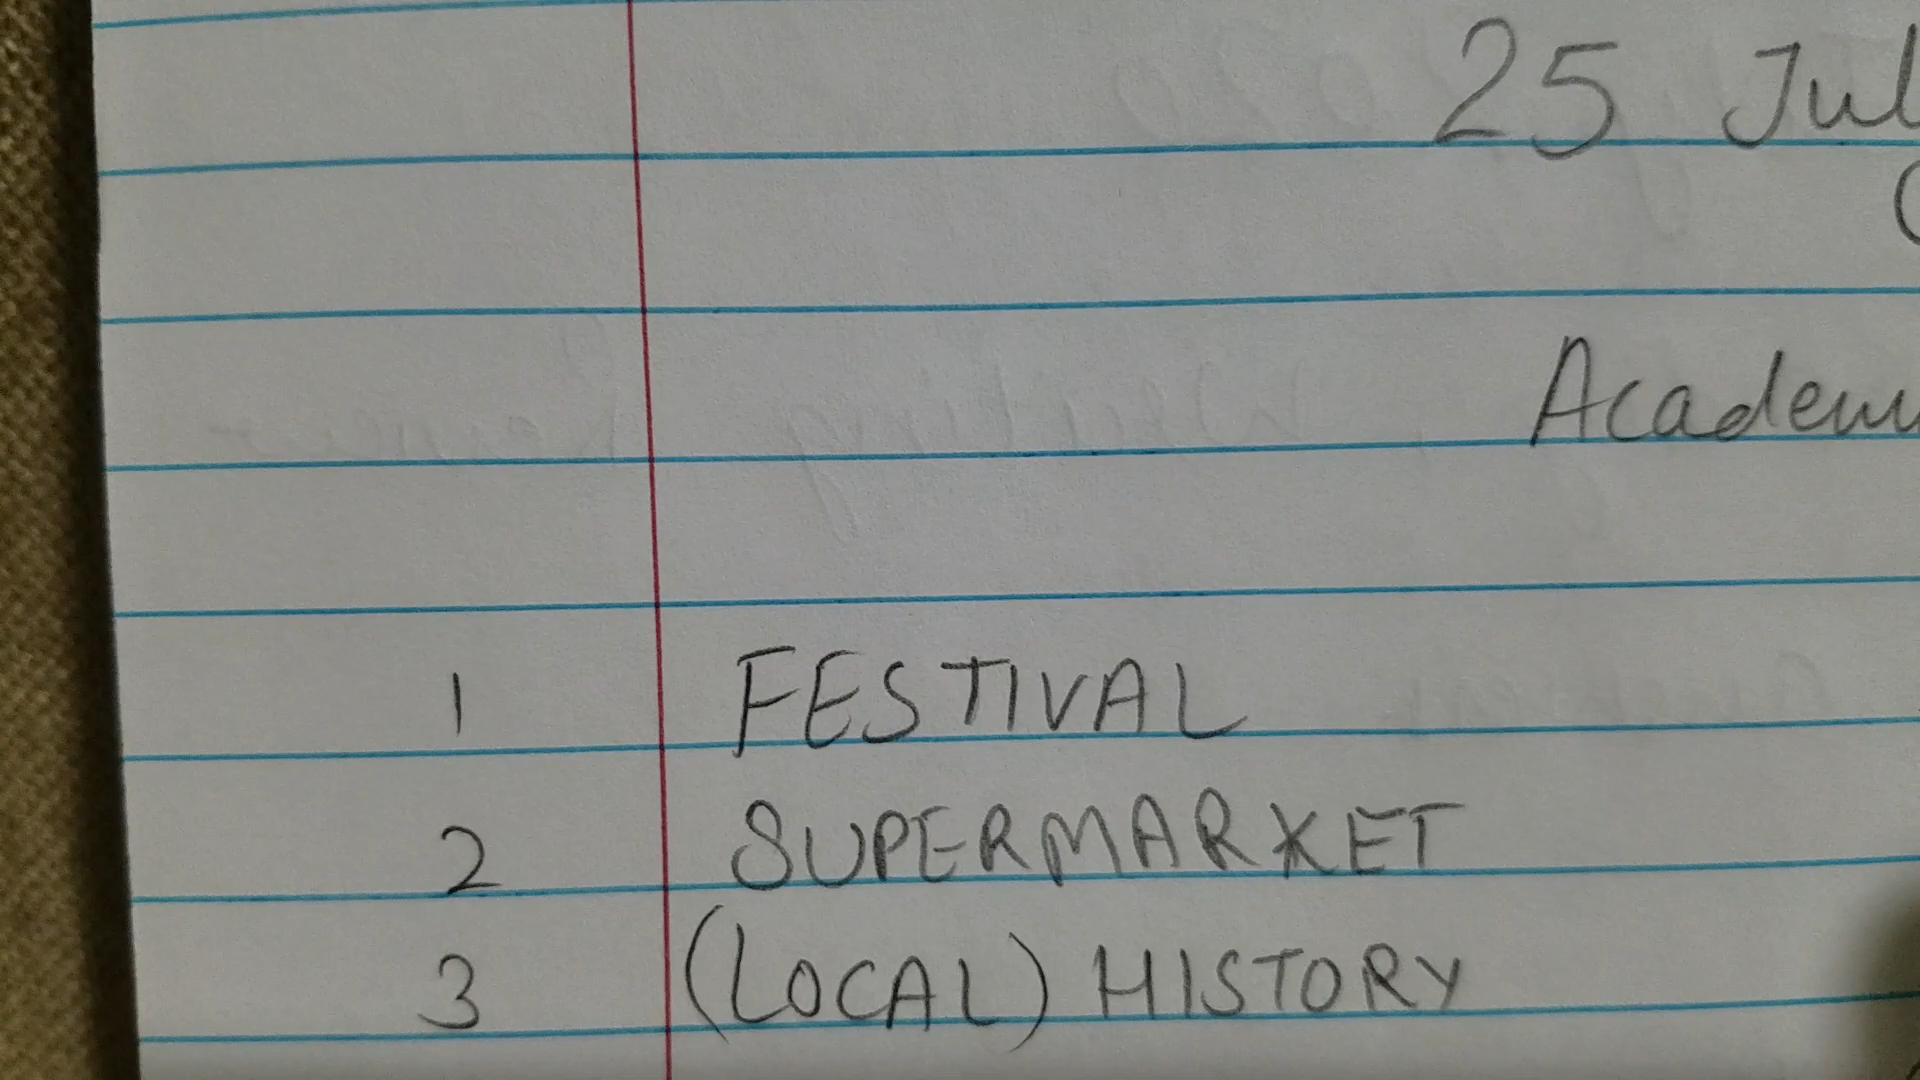 25 Jul
Academ
1 FESTIVAL
2 SUPERMARKET
3 (LOCAL) HISTORY